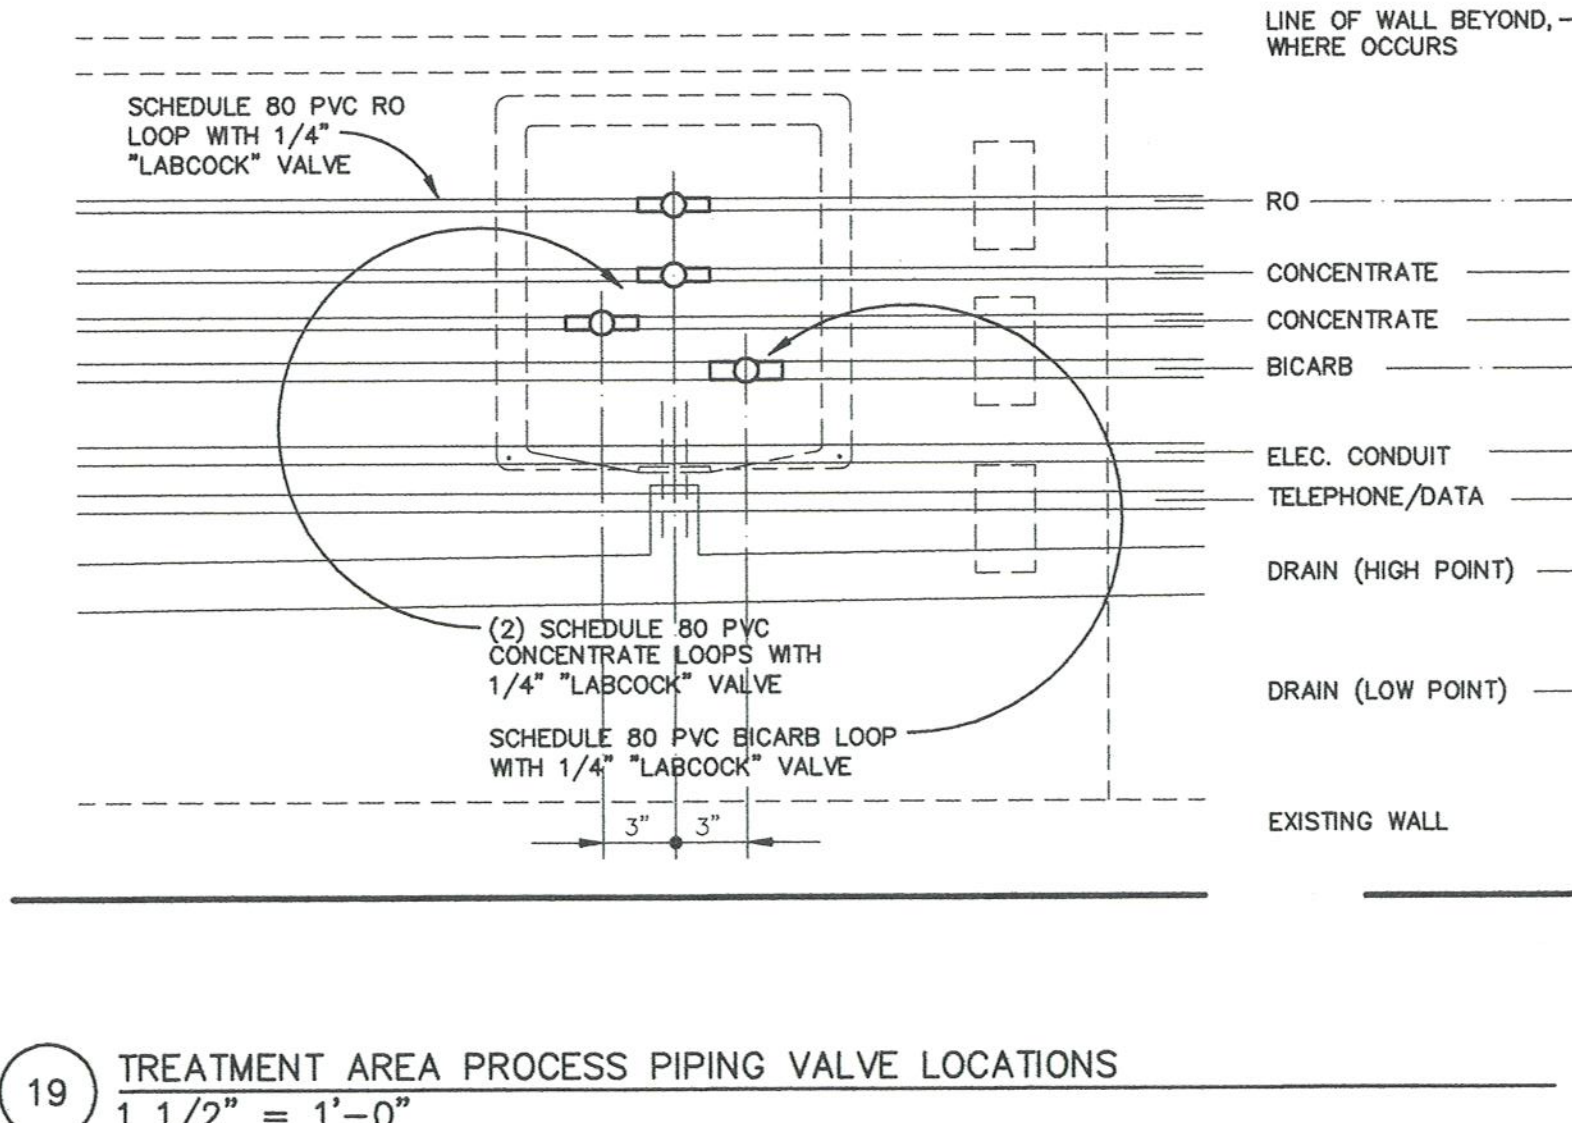 LINE OF WALL BEYOND,
WHERE OCCURS
SCHEDULE 80 PVC RO
LOOP WITH 1/4"
"LABCOCK" VALVE
RO
CONCENTRATE
CONCENTRATE
BICARB
ELEC. CONDUIT
TELEPHONE/DATA
DRAIN (HIGH POINT)
(2) SCHEDULE 80 PVC
CONCENTRATE LOOPS WITH
1/4" "LABCOCK" VALVE
DRAIN (LOW POINT)
SCHEDULE 80 PVC BICARB LOOP
WITH 1/4" "LABCOCK" VALVE
3" 3"
EXISTING WALL
19
TREATMENT AREA PROCESS PIPING VALVE LOCATIONS
1 1/2" = 1'-0"